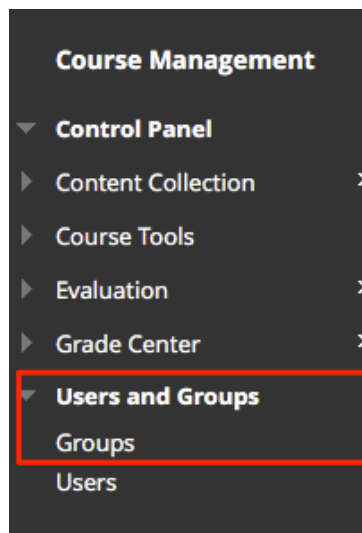 Course Management
Control Panel
Content Collection
Course Tools
Evaluation
Grade Center
Users and Groups
Groups
Users